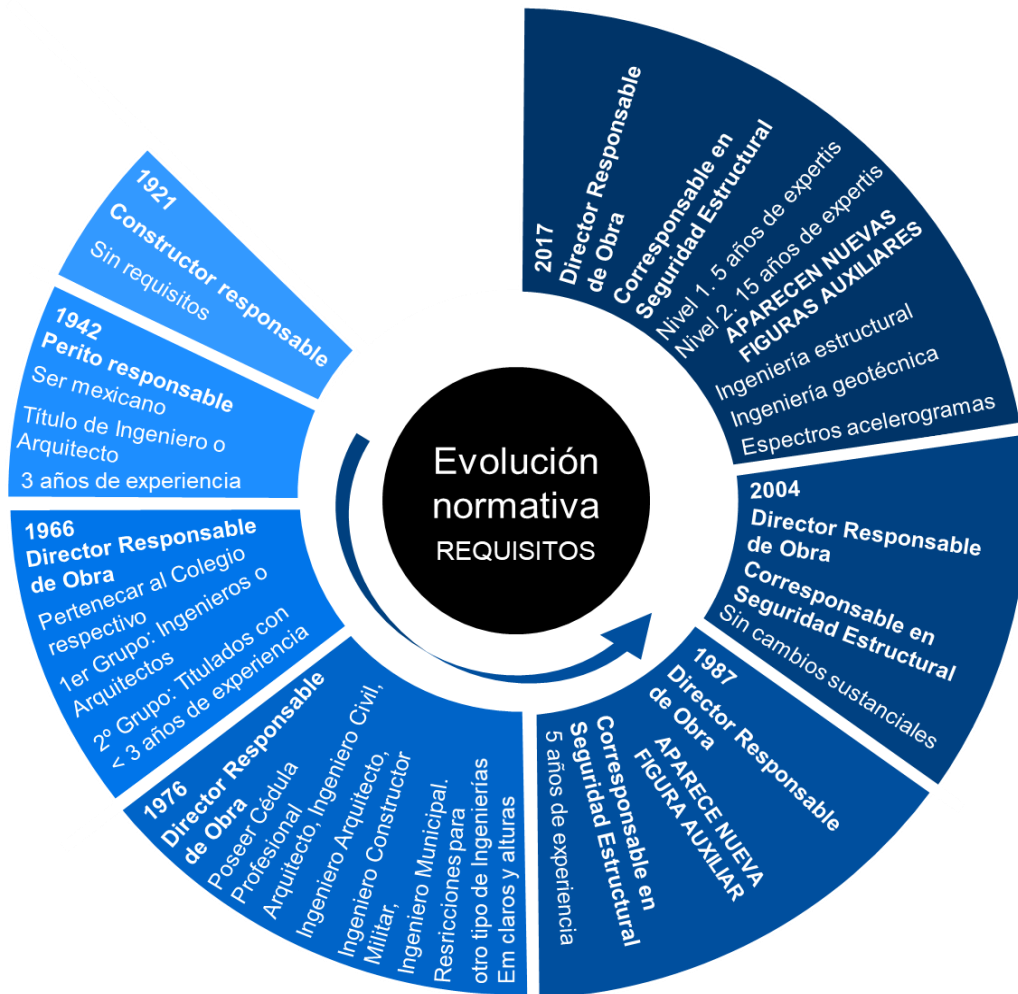 Evolución
normativa
REQUISITOS
1921
Constructor responsable
Sin requisitos
1942
Perito responsable
Ser mexicano
Título de Ingeniero o
Arquitecto
3 años de experiencia
1966
Director Responsable
de Obra
Pertenecar al Colegio
respectivo
1er Grupo: Ingenieros o
Arquitectos
2º Grupo: Titulados con
< 3 años de experiencia
1976
Director Responsable
de Obra
Poseer Cédula
Profesional
Arquitecto, Ingeniero Civil,
Ingeniero Arquitecto,
Ingeniero Constructor
Militar,
Ingeniero Municipal.
Resricciones para
otro tipo de Ingenierías
Em claros y alturas
1987
Director Responsable
de Obra
APARECE NUEVA
FIGURA AUXILIAR
Corresponsable en
Seguridad Estructural
5 años de experiencia
2004
Director Responsable
de Obra
Corresponsable en
Seguridad Estructural
Sin cambios sustanciales
2017
Director Responsable
de Obra
Corresponsable en
Seguridad Estructural
Nivel 1. 5 años de expertis
Nivel 2. 15 años de expertis
APARECEN NUEVAS
FIGURAS AUXILIARES
Ingeniería estructural
Ingeniería geotécnica
Espectros acelerogramas